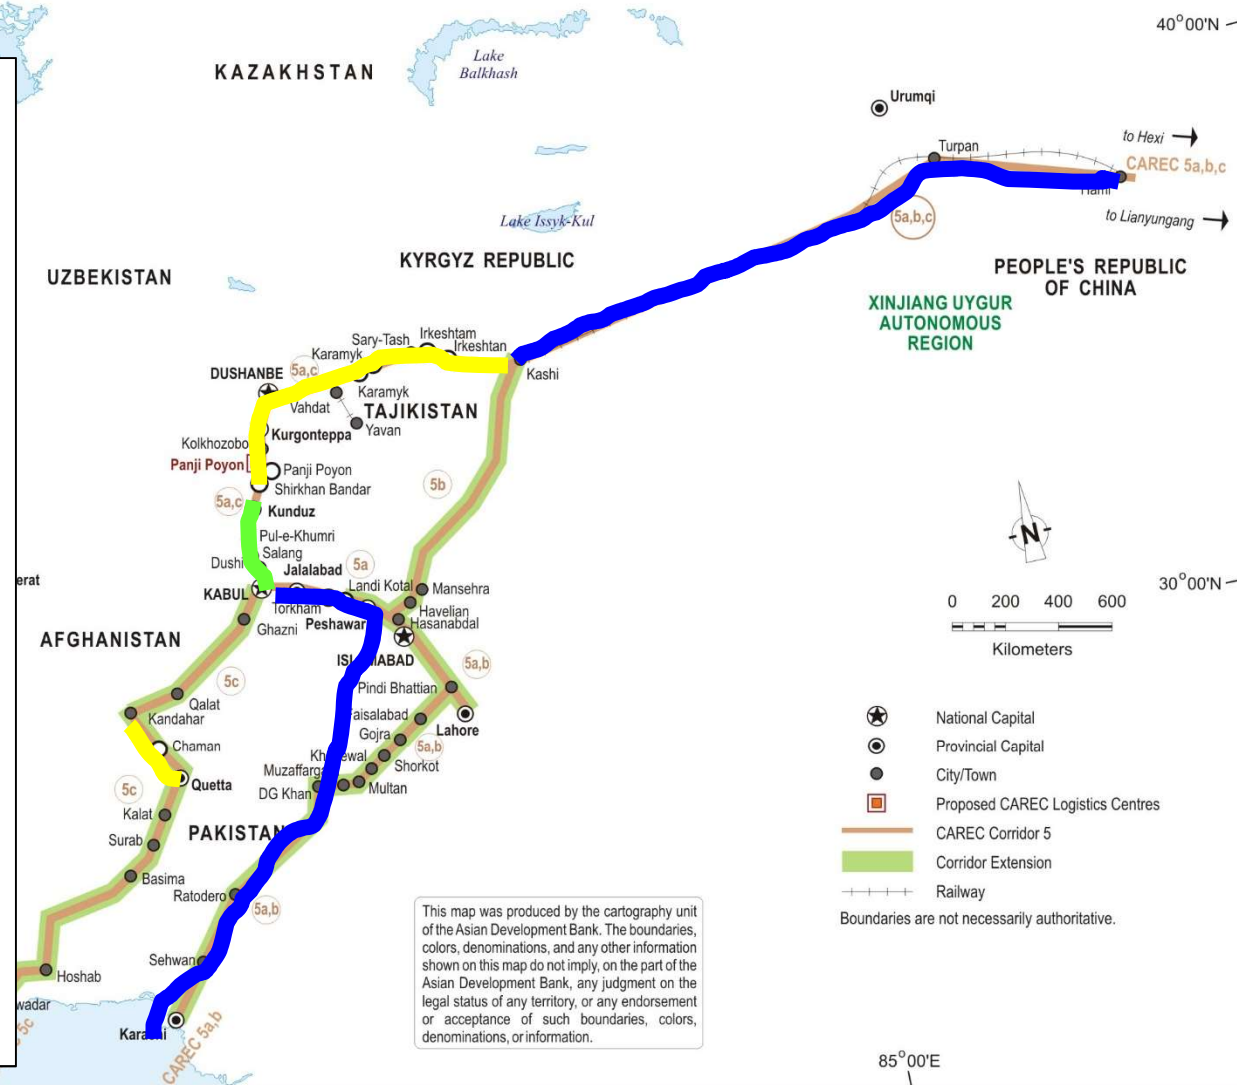 40°00'N
Lake
Balkhash
KAZAKHSTAN
Urumqi
to Hexi
Turpan
CAREC 5a,b,c
Hami
to Lianyungang
5a,b,c
Lake Issyk-Kul
KYRGYZ REPUBLIC
PEOPLE'S REPUBLIC
OF CHINA
UZBEKISTAN
XINJIANG UYGUR
AUTONOMOUS
REGION
Irkeshtam
Sary-Tash
Irkeshtan
Karamyk
5a,c
DUSHANBE
Kashi
Karamyk
Vahdat
TAJIKISTAN
Yavan
Kurgonteppa
Kolkhozobo
Panji Poyon
Panji Poyon
Shirkhan Bandar
5b
5a,c
Kunduz
Pul-e-Khumri
Salang
Dushi
Jalalabad
5a
N
erat
30°00'N
Landi Kotal
Mansehra
KABUL
Torkham
Havelian
Peshawar
Hasanabdal
Ghazni
0 200 400 600
Kilometers
AFGHANISTAN
ISLAMABAD
5a,b
5c
Pindi Bhattian
Qalat
Kandahar
Faisalabad
Lahore
Gojra
5a,b
Chaman
Shorkot
Muzaffarga
Quetta
DG Khan
Multan
5c
Kalat
PAKISTAN
Surab
Basima
Ratodero
5a,b
Sehwan
Hoshab
wadar
5c
Karachi
CAREC 5a,b
National Capital
Provincial Capital
City/Town
Proposed CAREC Logistics Centres
CAREC Corridor 5
Corridor Extension
Railway
Boundaries are not necessarily authoritative.
This map was produced by the cartography unit
of the Asian Development Bank. The boundaries,
colors, denominations, and any other information
shown on this map do not imply, on the part of the
Asian Development Bank, any judgment on the
legal status of any territory, or any endorsement
or acceptance of such boundaries, colors,
denominations, or information.
85°00'E